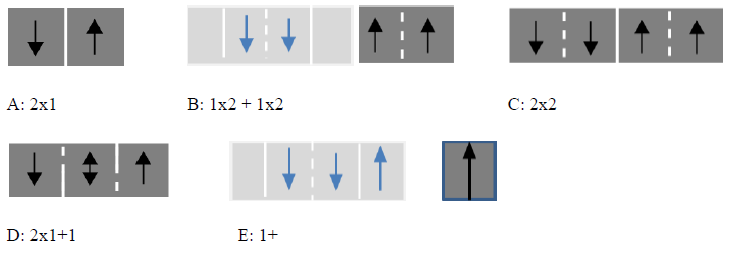 A: 2x1
B: 1x2 + 1x2
C: 2x2
D: 2x1+1
E: 1+